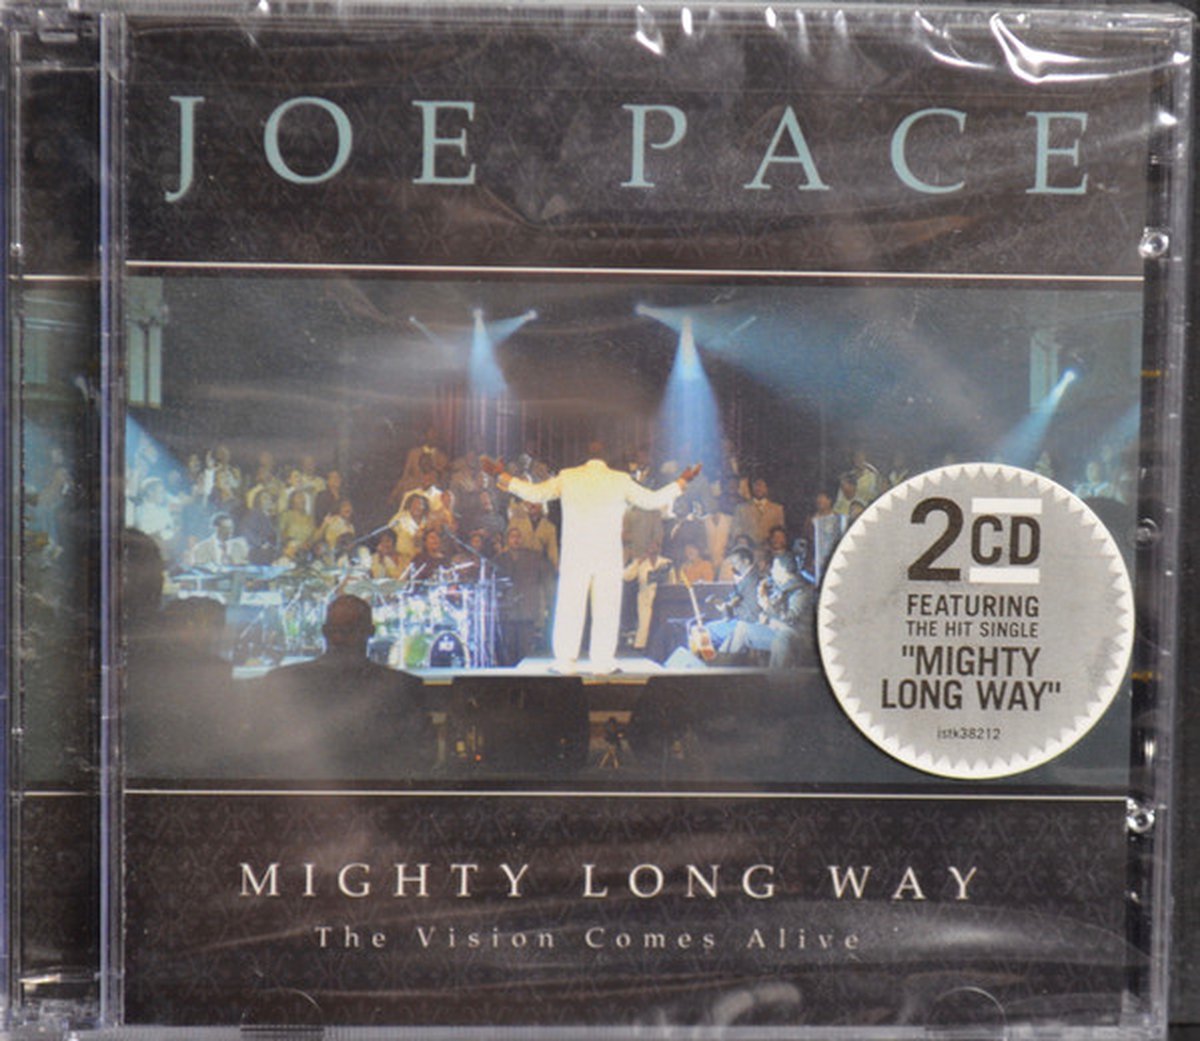 JOE PACE
2CD
FEATURING
THE HIT SINGLE
"MIGHTY
LONG WAY"
istk38212
MIGHTY LONG WAY
The Vision Comes Alive